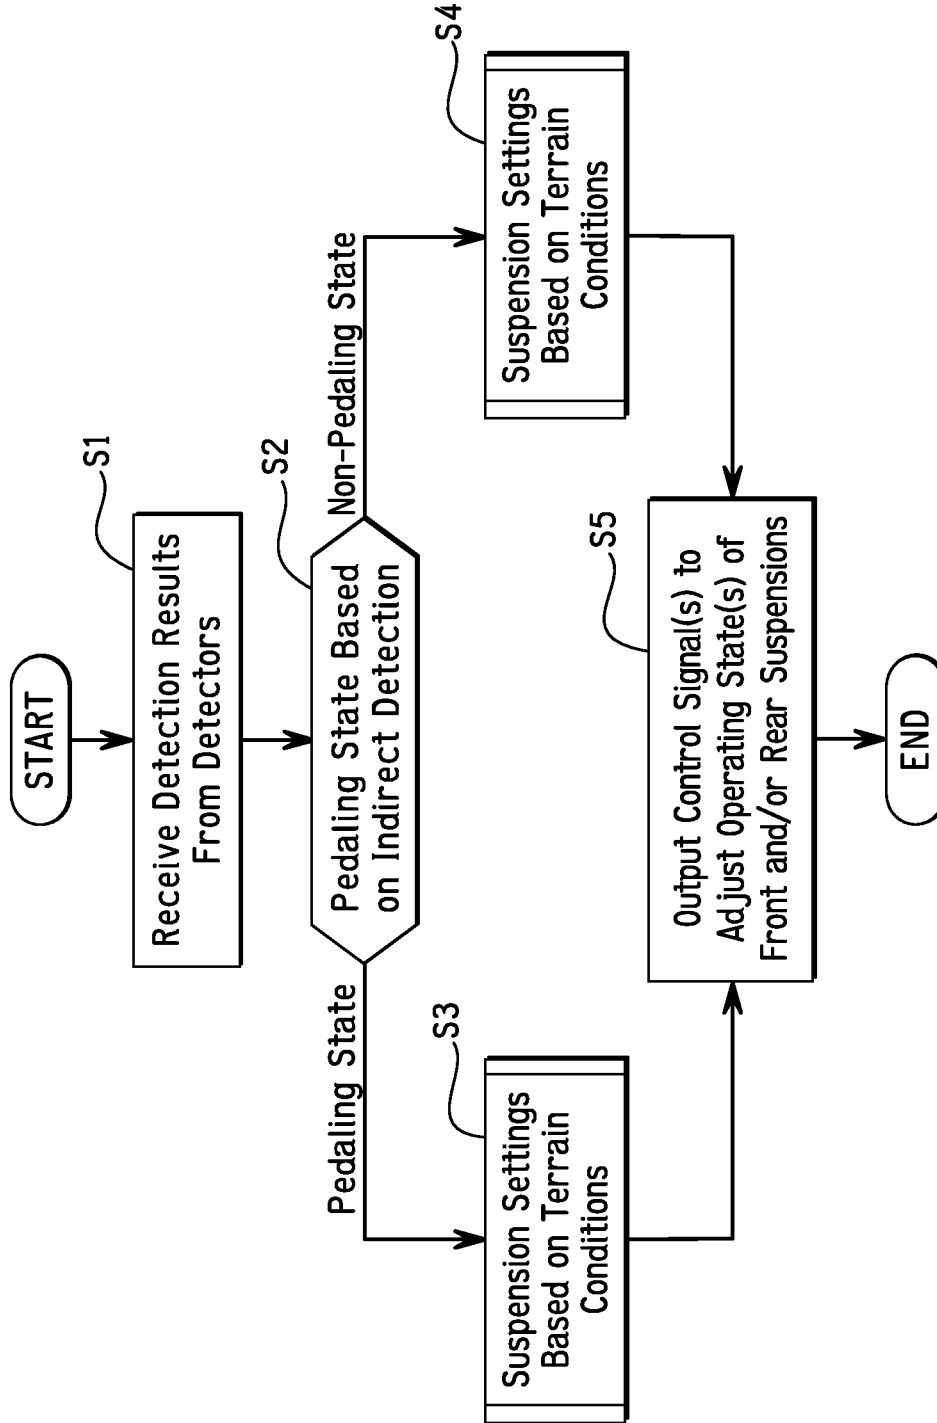 START
S1
Receive Detection Results
From Detectors
S2
Pedaling State Based
on Indirect Detection
Pedaling State
Non-Pedaling State
S3
Suspension Settings
Based on Terrain
Conditions
S4
Suspension Settings
Based on Terrain
Conditions
S5
Output Control Signal(s) to
Adjust Operating State(s) of
Front and/or Rear Suspensions
END